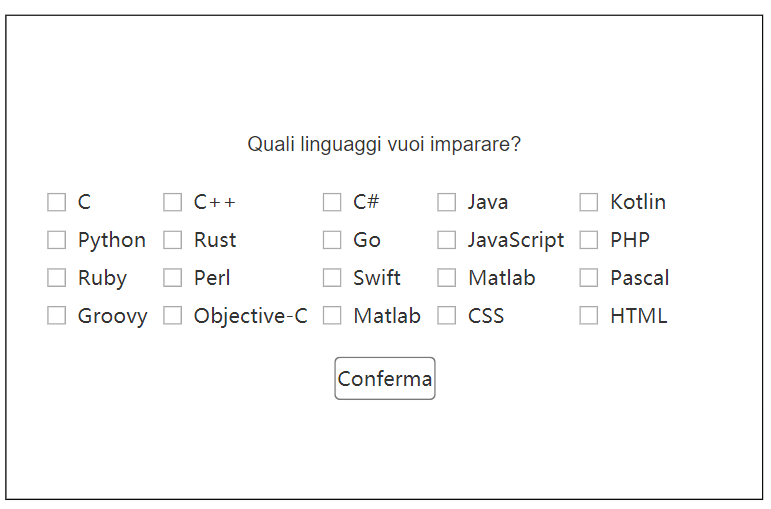 Quali linguaggi vuoi imparare?
C C++ C# Java Kotlin
Python Rust Go JavaScript PHP
Ruby Perl Swift Matlab Pascal
Groovy Objective-C Matlab CSS HTML
Conferma